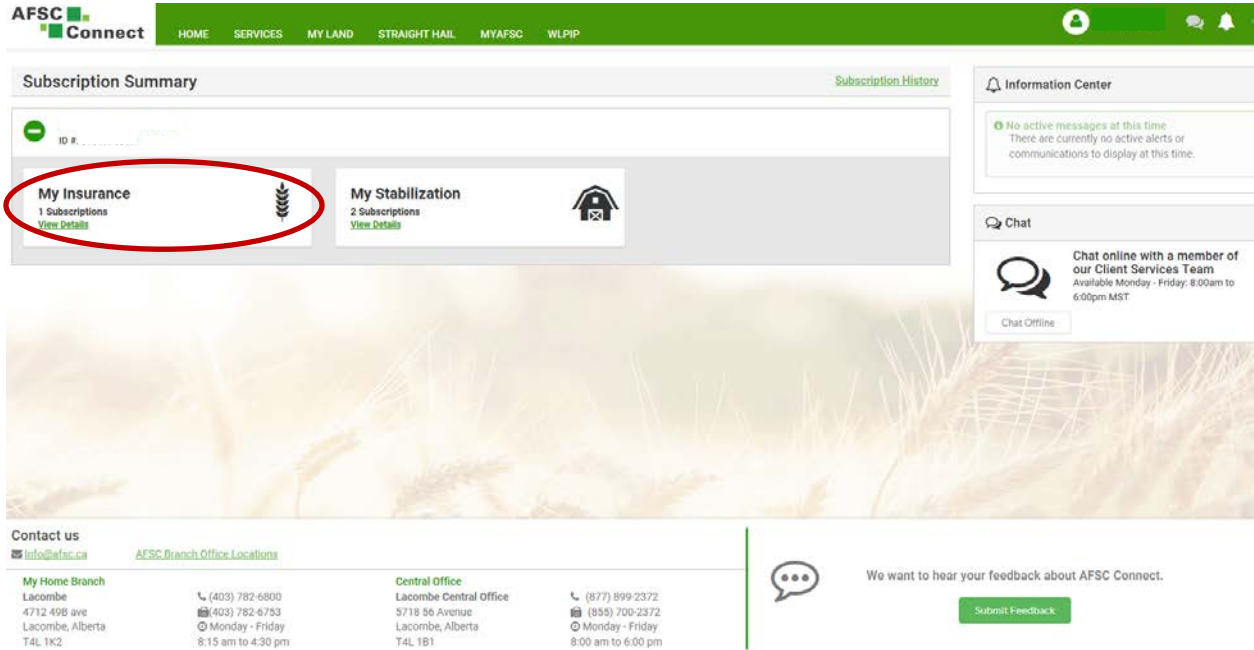 AFSC
Connect
HOME SERVICES MY LAND STRAIGHT HAIL MYAFSC WLPIP
Subscription Summary
Subscription History
ID #:
My Insurance
1 Subscriptions
View Details
My Stabilization
2 Subscriptions
View Details
Information Center
No active messages at this time
There are currently no active alerts or
communications to display at this time.
Chat
Chat online with a member of
our Client Services Team
Available Monday - Friday: 8:00am to
6:00pm MST
Chat Offline
Contact us
Info@afsc.ca AFSC Branch Office Locations
My Home Branch
Lacombe
4712 49B ave
Lacombe, Alberta
T4L 1K2
(403) 782-6800
(403) 782-6753
Monday - Friday
8:15 am to 4:30 pm
Central Office
Lacombe Central Office
5718 56 Avenue
Lacombe, Alberta
T4L 1B1
(877) 899-2372
(855) 700-2372
Monday - Friday
8:00 am to 6:00 pm
We want to hear your feedback about AFSC Connect.
Submit Feedback